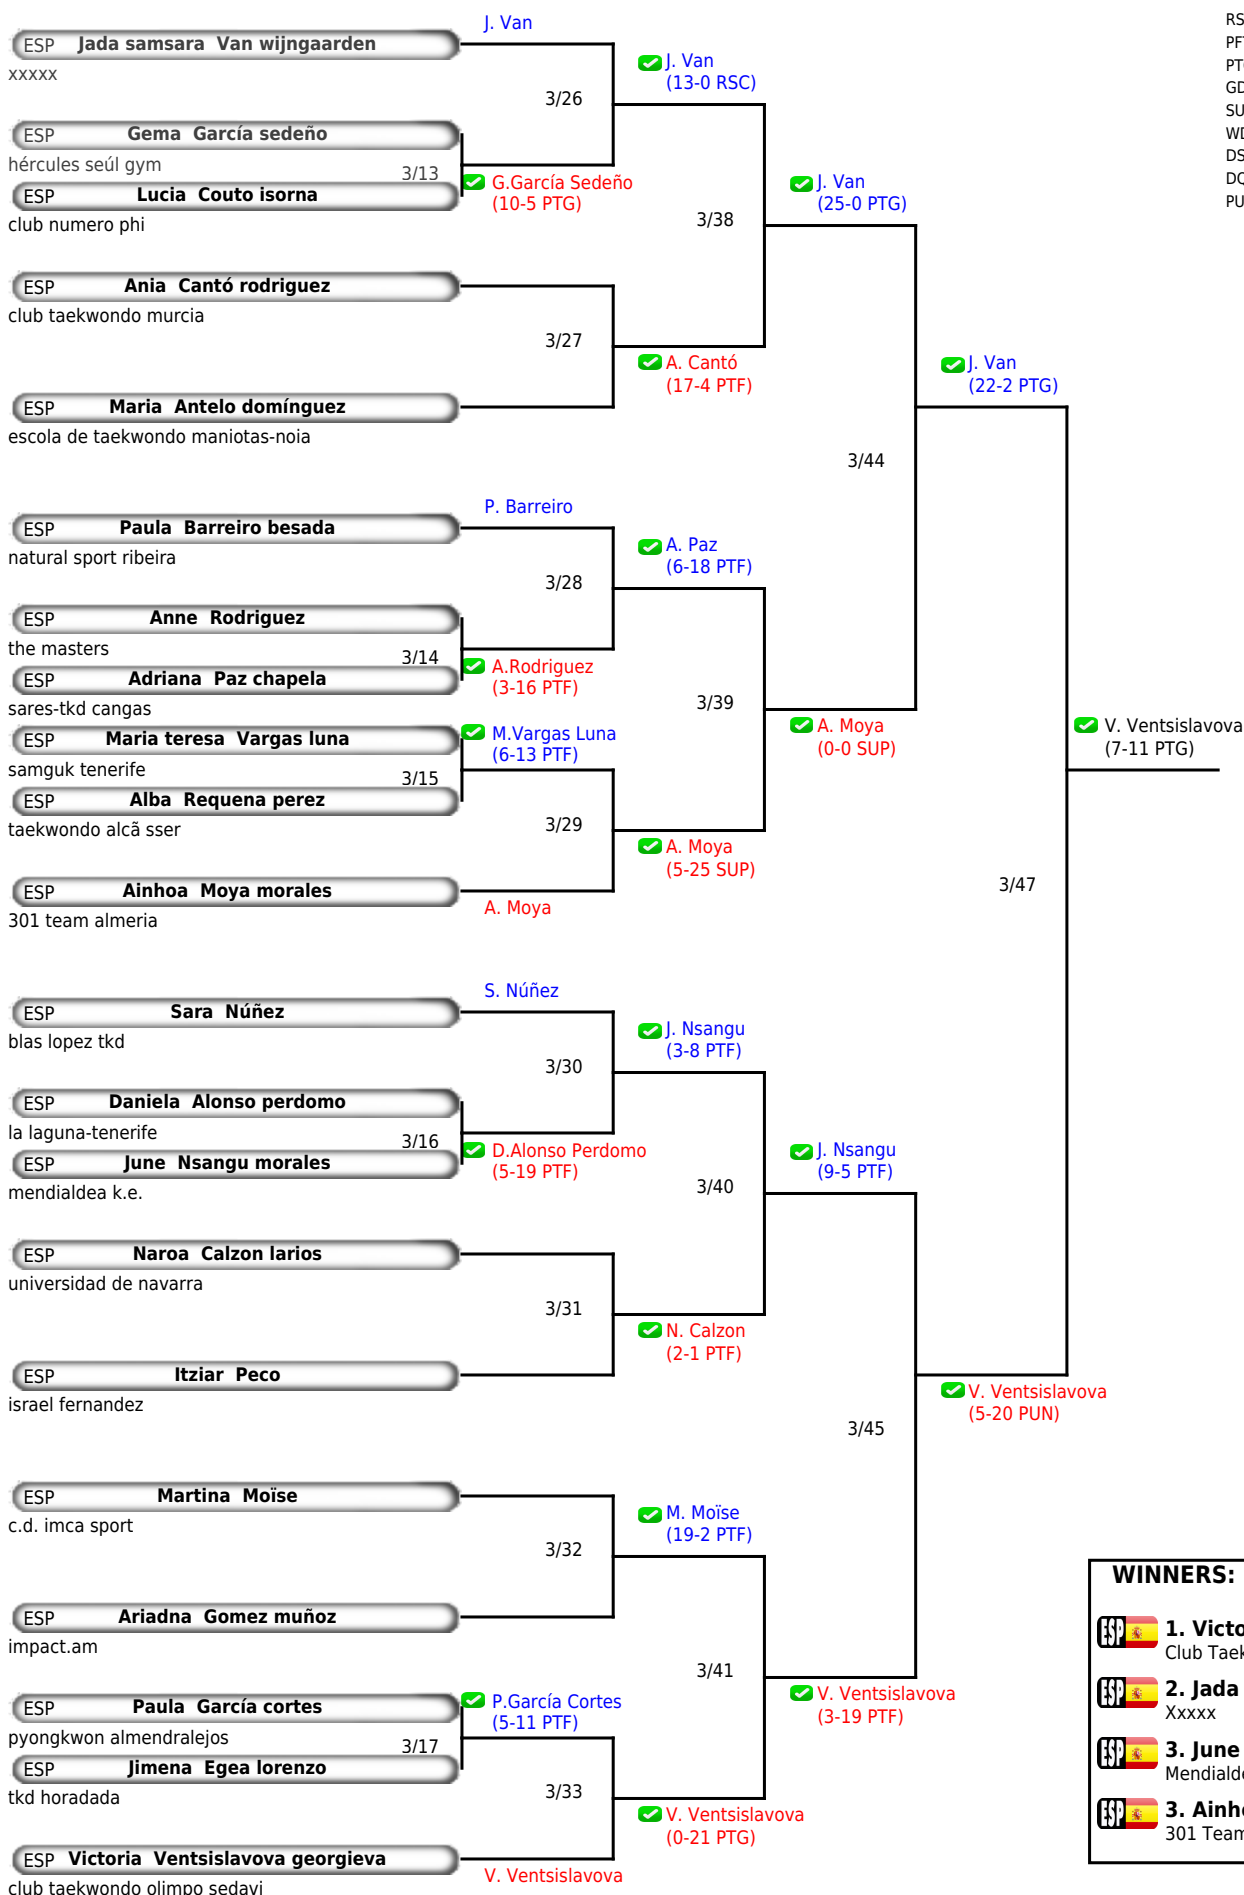 J. Van
ESP Jada samsara Van wijngaarden
xxxxx
J. Van
(13-0 RSC)
3/26
ESP Gema García sedeño
hércules seúl gym
3/13
G.García Sedeño
(10-5 PTG)
ESP Lucia Couto isorna
club numero phi
J. Van
(25-0 PTG)
3/38
ESP Ania Cantó rodriguez
club taekwondo murcia
3/27
A. Cantó
(17-4 PTF)
ESP Maria Antelo domínguez
escola de taekwondo maniotas-noia
J. Van
(22-2 PTG)
3/44
P. Barreiro
ESP Paula Barreiro besada
natural sport ribeira
A. Paz
(6-18 PTF)
3/28
ESP Anne Rodriguez
the masters
3/14
A.Rodriguez
(3-16 PTF)
ESP Adriana Paz chapela
sares-tkd cangas
3/39
ESP Maria teresa Vargas luna
samguk tenerife
M.Vargas Luna
(6-13 PTF)
3/15
A. Moya
(0-0 SUP)
V. Ventsislavova
(7-11 PTG)
ESP Alba Requena perez
taekwondo alcã sser
3/29
A. Moya
(5-25 SUP)
ESP Ainhoa Moya morales
301 team almeria
A. Moya
3/47
S. Núñez
ESP Sara Núñez
blas lopez tkd
J. Nsangu
(3-8 PTF)
3/30
ESP Daniela Alonso perdomo
la laguna-tenerife
3/16
D.Alonso Perdomo
(5-19 PTF)
ESP June Nsangu morales
mendialdea k.e.
J. Nsangu
(9-5 PTF)
3/40
ESP Naroa Calzon larios
universidad de navarra
3/31
N. Calzon
(2-1 PTF)
ESP Itziar Peco
israel fernandez
V. Ventsislavova
(5-20 PUN)
3/45
ESP Martina Moïse
c.d. imca sport
M. Moïse
(19-2 PTF)
3/32
ESP Ariadna Gomez muñoz
impact.am
3/41
V. Ventsislavova
(3-19 PTF)
ESP Paula García cortes
pyongkwon almendralejos
P.García Cortes
(5-11 PTF)
3/17
ESP Jimena Egea lorenzo
tkd horadada
3/33
V. Ventsislavova
(0-21 PTG)
ESP Victoria Ventsislavova georgieva
club taekwondo olimpo sedavi
V. Ventsislavova
WINNERS:
ESP 1.
Club
ESP 2. Jada
Xxxxx
ESP 3. June
ESP 3.
301 Team